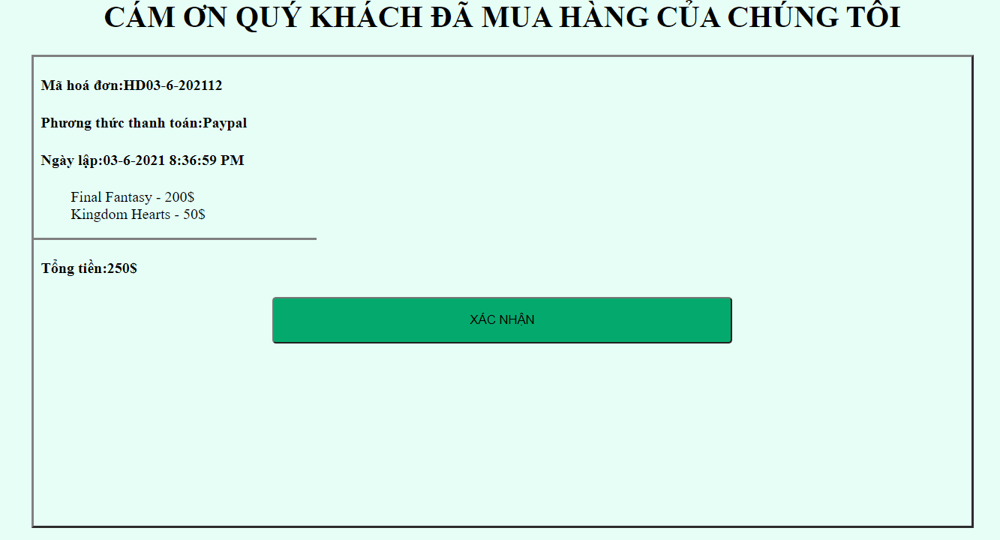 CÁM ƠN QUÝ KHÁCH ĐÃ MUA HÀNG CỦA CHÚNG TÔI
Mã hoá đơn:HD03-6-202112
Phương thức thanh toán:Paypal
Ngày lập:03-6-2021 8:36:59 PM
Final Fantasy - 200$
Kingdom Hearts - 50$
Tổng tiền:250$
XÁC NHẬN